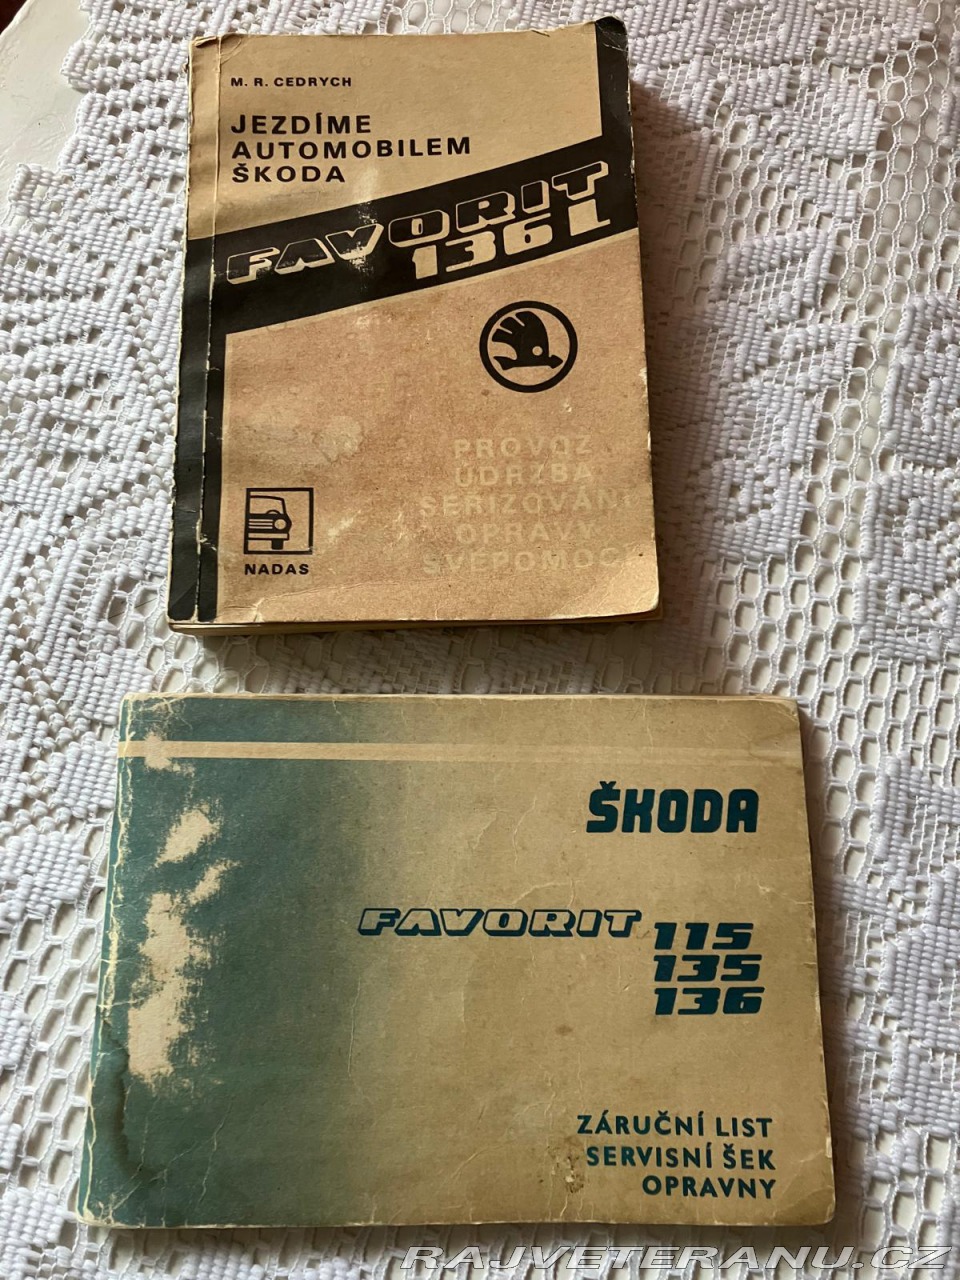 M. R. CEDRYCH
JEZDÍME
AUTOMOBILEM
ŠKODA
FAVORIT
136 L
PROVOZ
ÚDRŽBA
SEŘIZOVÁNÍ
OPRAVY
SVÉPOMOCÍ
NADAS
ŠKODA
FAVORIT 115
135
136
ZÁRUČNÍ LIST
SERVISNÍ ŠEK
OPRAVNY
RAJVETERANU.CZ